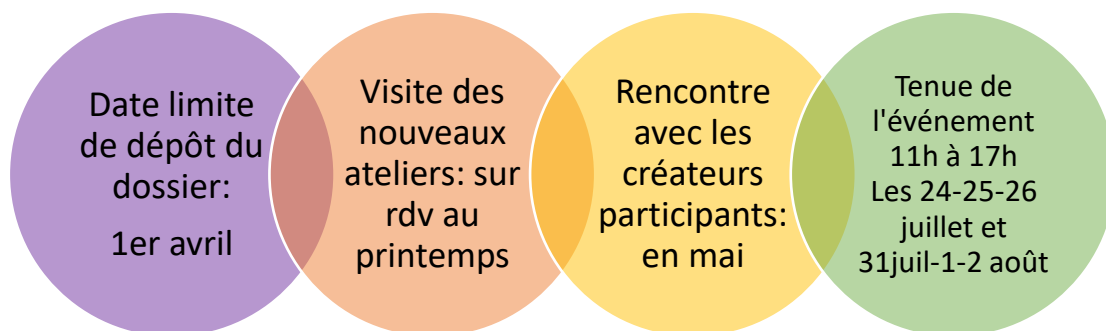 Date limite
de dépôt du
dossier:
1er avril
Visite des
nouveaux
ateliers: sur
rdv au
printemps
Rencontre
avec les
créateurs
participants:
en mai
Tenue de
l'événement
11h à 17h
Les 24-25-26
juillet et
31juil-1-2 août